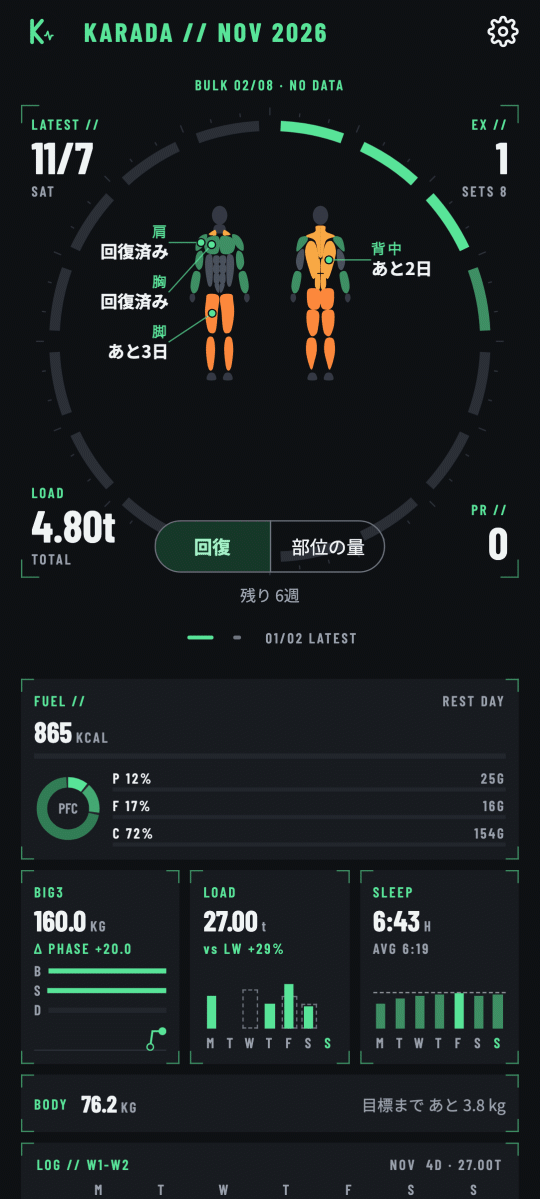 KARADA // NOV 2026
BULK 02/08 · NO DATA
LATEST //
11/7
SAT
EX //
1
SETS 8
肩
回復済み
胸
回復済み
脚
あと3日
背中
あと2日
LOAD
4.80t
TOTAL
PR //
0
回復
部位の量
残り 6週
01/02 LATEST
FUEL //
REST DAY
865 KCAL
PFC
P 12%
25G
F 17%
16G
C 72%
154G
BIG3
160.0 KG
Δ PHASE +20.0
B
S
D
LOAD
27.00 t
vs LW +29%
M T W T F S S
SLEEP
6:43 H
AVG 6:19
M T W T F S S
BODY 76.2 KG
目標まで あと 3.8 kg
LOG // W1-W2
NOV 4D · 27.00T
M T W T F S S